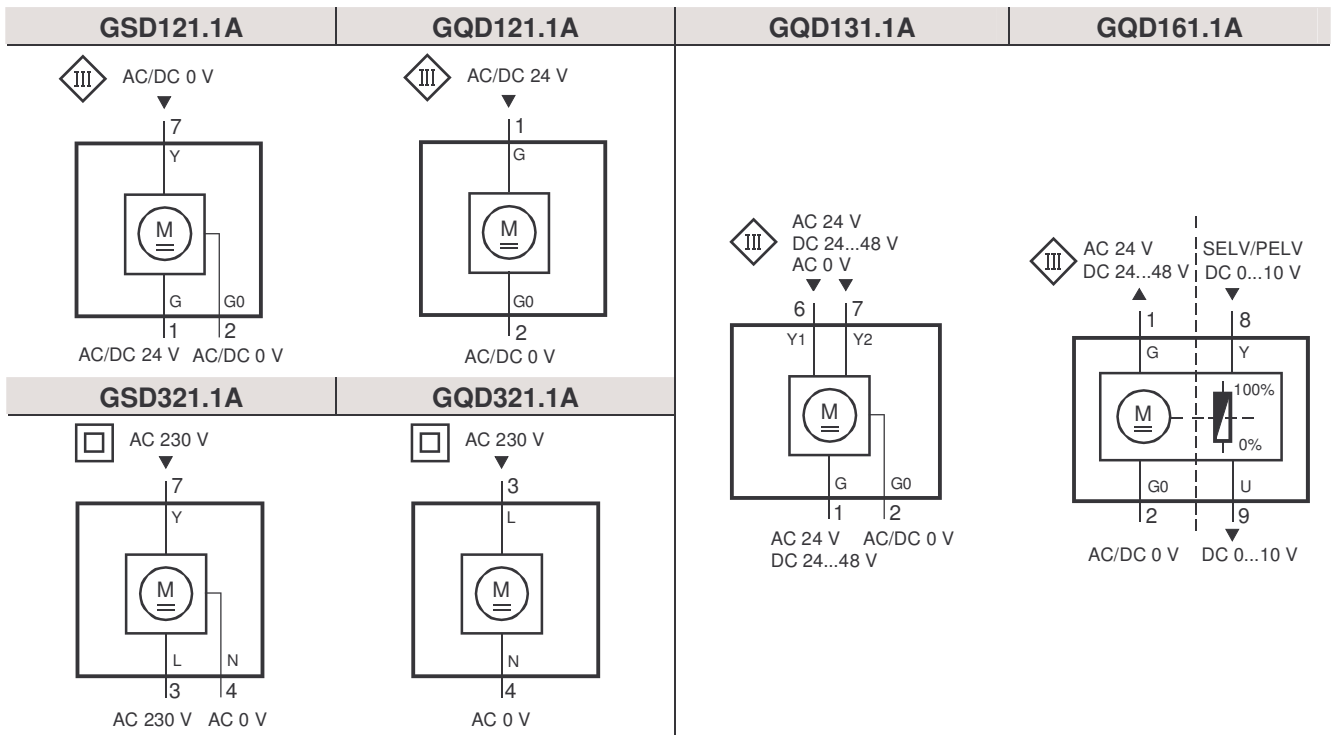 GSD121.1A
GQD121.1A
GQD131.1A
GQD161.1A
III
AC/DC 0 V
7
Y
M
G
G0
1
2
AC/DC 24 V
AC/DC 0 V
III
AC/DC 24 V
1
G
M
G0
2
AC/DC 0 V
GSD321.1A
GQD321.1A
AC 230 V
7
Y
M
L
N
3
4
AC 230 V
AC 0 V
AC 230 V
3
L
M
N
4
AC 0 V
III
AC 24 V
DC 24...48 V
AC 0 V
6
7
Y1
Y2
M
G
G0
1
2
AC 24 V
AC/DC 0 V
DC 24...48 V
III
AC 24 V
SELV/PELV
DC 24...48 V
DC 0...10 V
1
8
G
Y
100%
M
0%
G0
U
2
9
AC/DC 0 V
DC 0...10 V